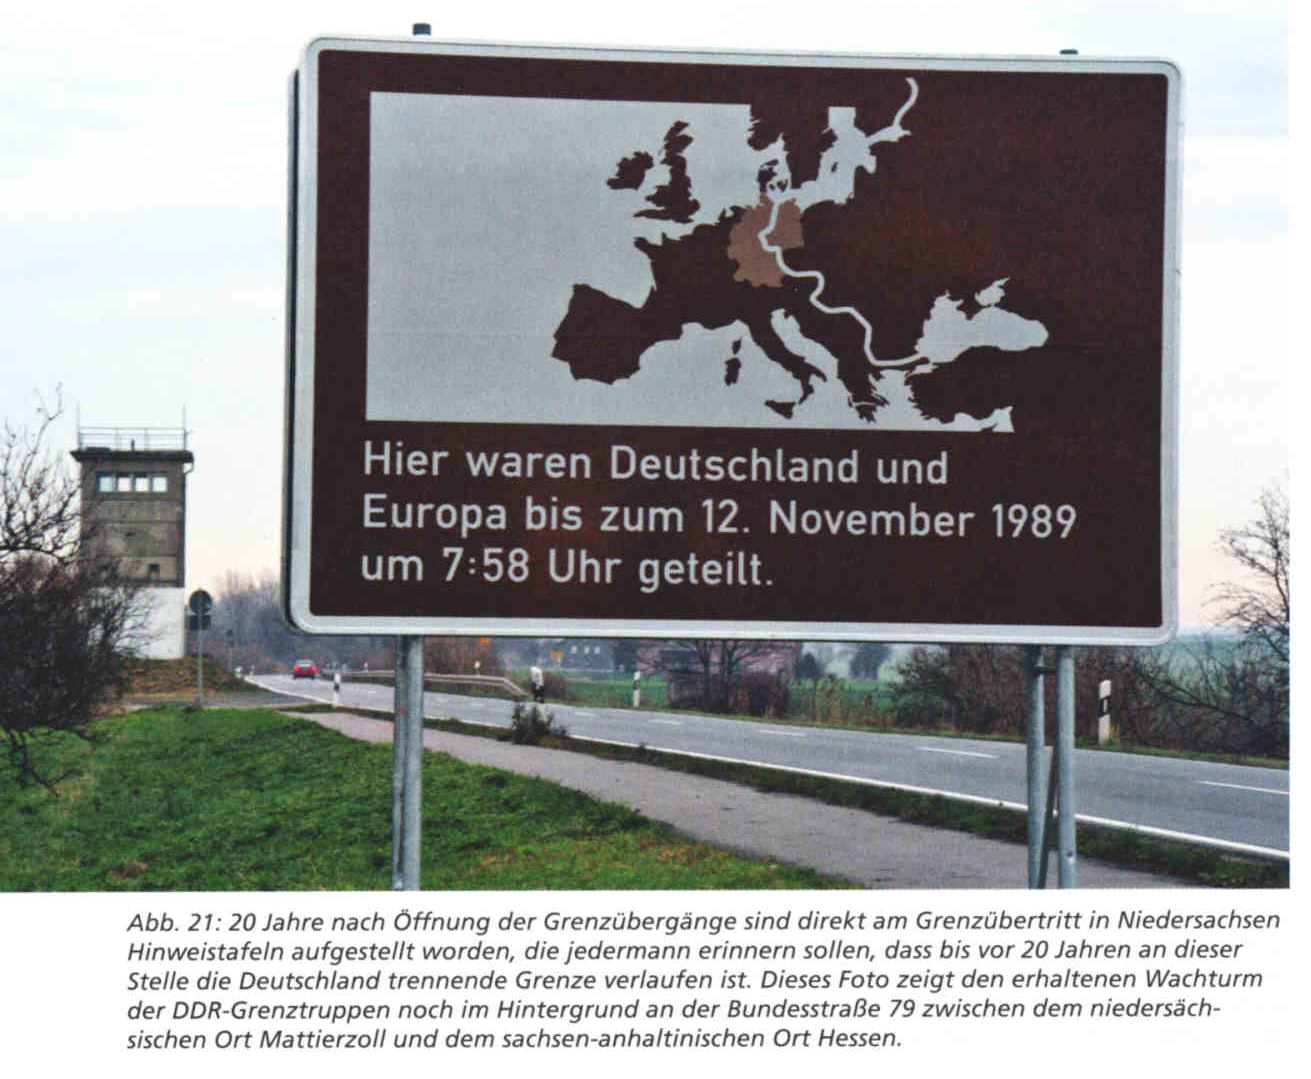 Hier waren Deutschland und
Europa bis zum 12. November 1989
um 7:58 Uhr geteilt.
Abb. 21: 20 Jahre nach Öffnung der Grenzübergänge sind direkt am Grenzübertritt in Niedersachsen
Hinweistafeln aufgestellt worden, die jedermann erinnern sollen, dass bis vor 20 Jahren an dieser
Stelle die Deutschland trennende Grenze verlaufen ist. Dieses Foto zeigt den erhaltenen Wachturm
der DDR-Grenztruppen noch im Hintergrund an der Bundesstraße 79 zwischen dem niedersäch-
sischen Ort Mattierzoll und dem sachsen-anhaltinischen Ort Hessen.